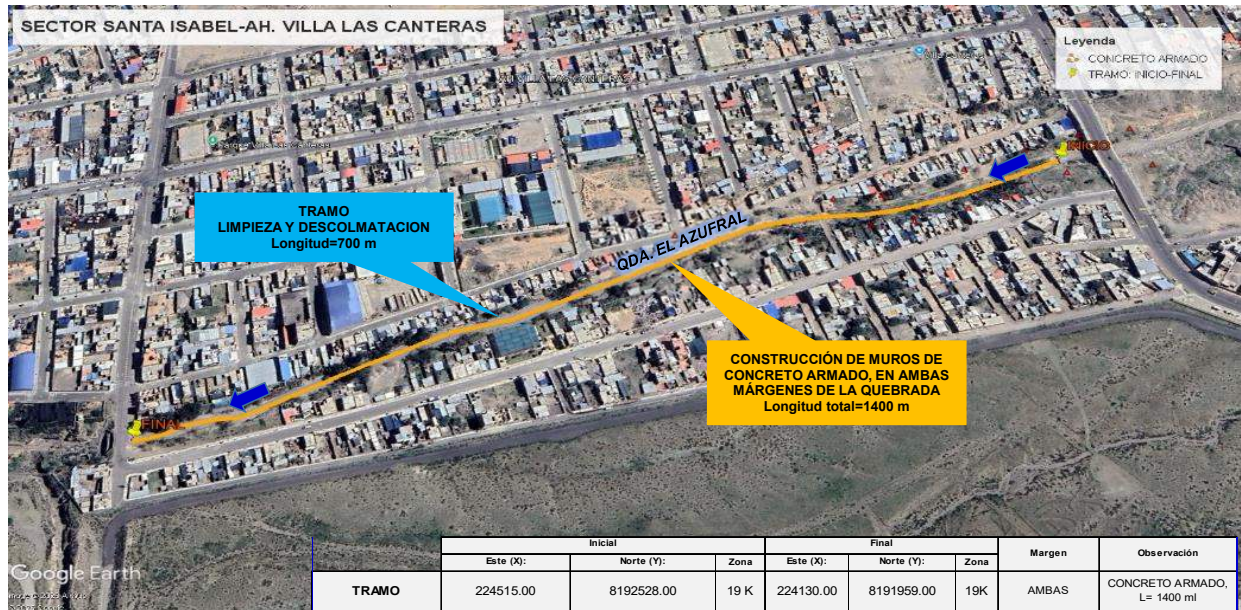 SECTOR SANTA ISABEL-AH. VILLA LAS CANTERAS
Leyenda
CONCRETO ARMADO
TRAMO: INICIO-FINAL
INICIO
TRAMO
LIMPIEZA Y DESCOLMATACION
Longitud=700 m
QDA. EL AZUFRAL
CONSTRUCCIÓN DE MUROS DE
CONCRETO ARMADO, EN AMBAS
MÁRGENES DE LA QUEBRADA
Longitud total=1400 m
FINAL
Google Earth
Inicial Final Margen Observación
Este (X): Norte (Y): Zona Este (X): Norte (Y): Zona
TRAMO 224515.00 8192528.00 19 K 224130.00 8191959.00 19K AMBAS CONCRETO ARMADO,
L= 1400 ml